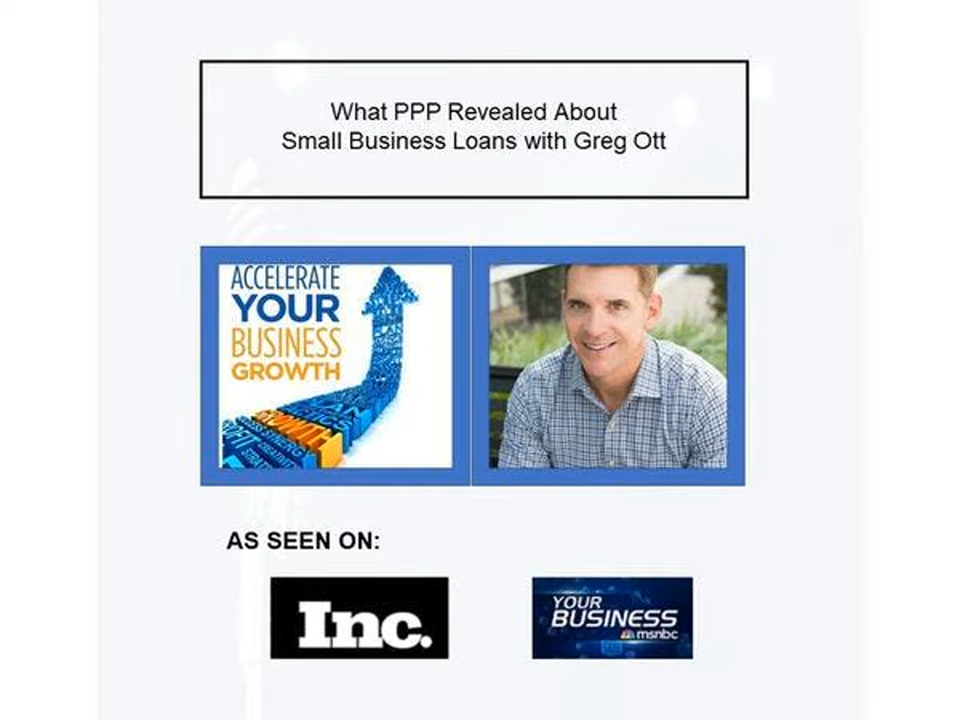 What PPP Revealed About
Small Business Loans with Greg Ott
ACCELERATE
YOUR
BUSINESS
GROWTH
GROWTH
AS SEEN ON:
Inc.
YOUR
BUSINESS
msnbc